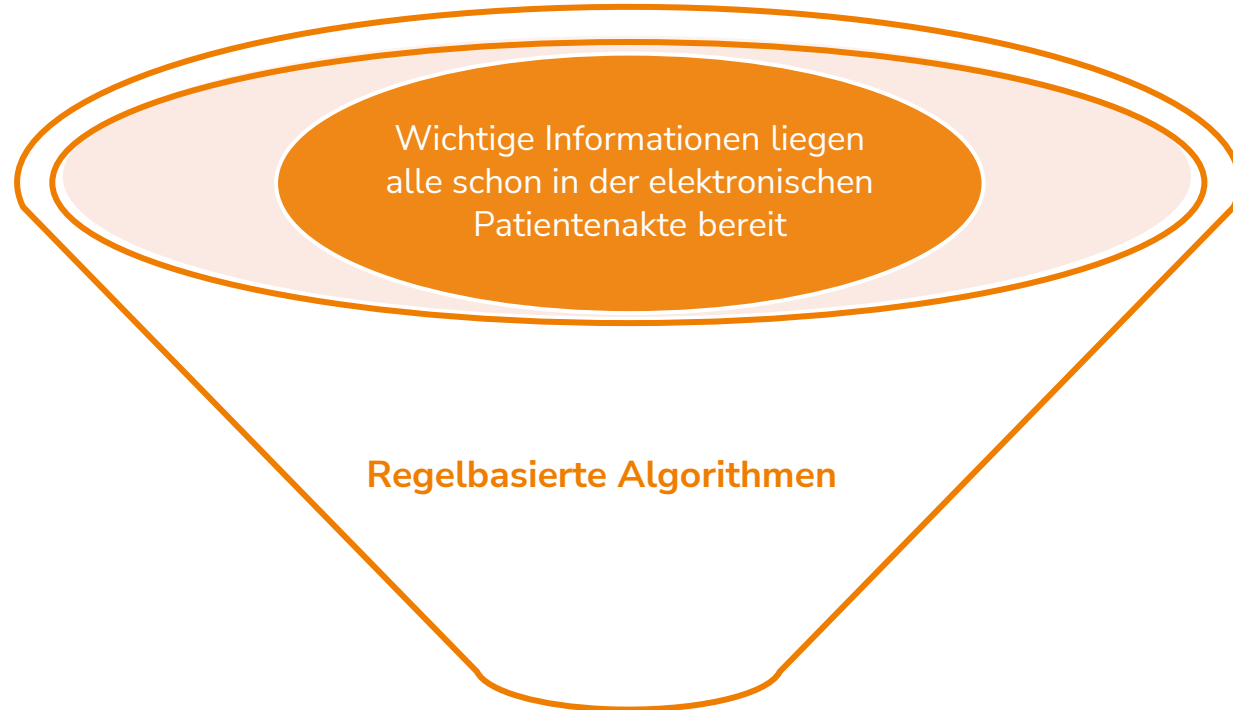 Wichtige Informationen liegen
alle schon in der elektronischen
Patientenakte bereit
Regelbasierte Algorithmen